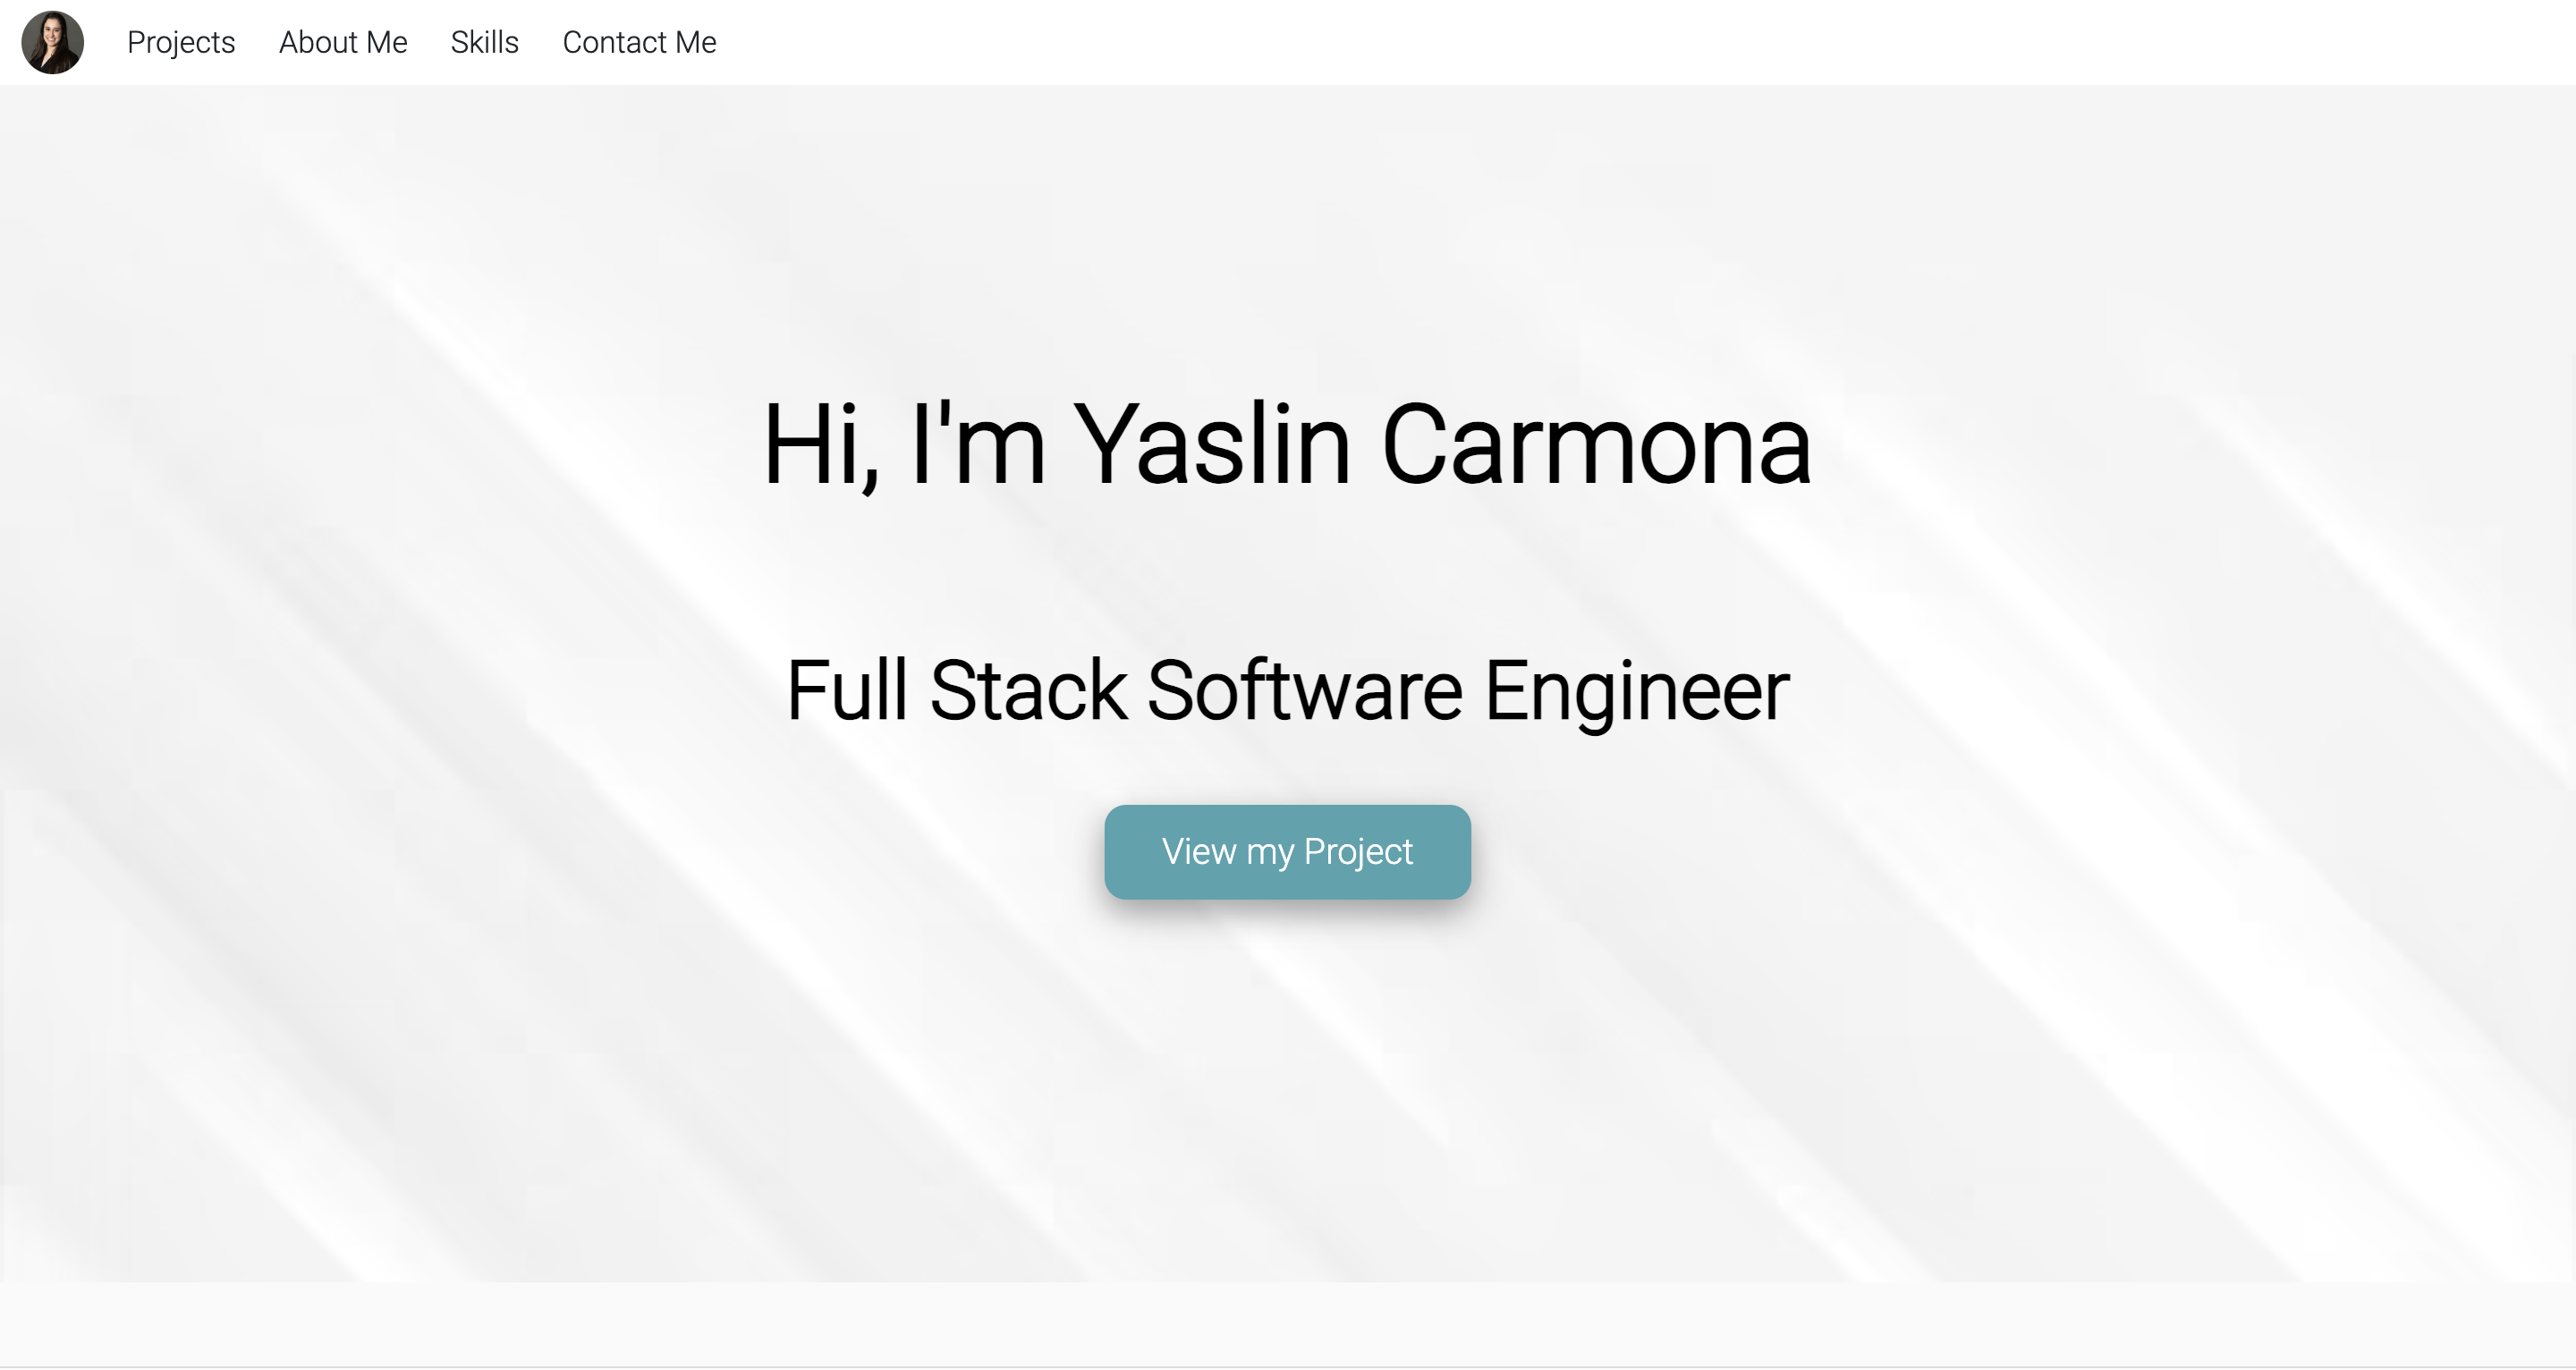 Projects About Me Skills Contact Me
Hi, I'm Yaslin Carmona
Full Stack Software Engineer
View my Project